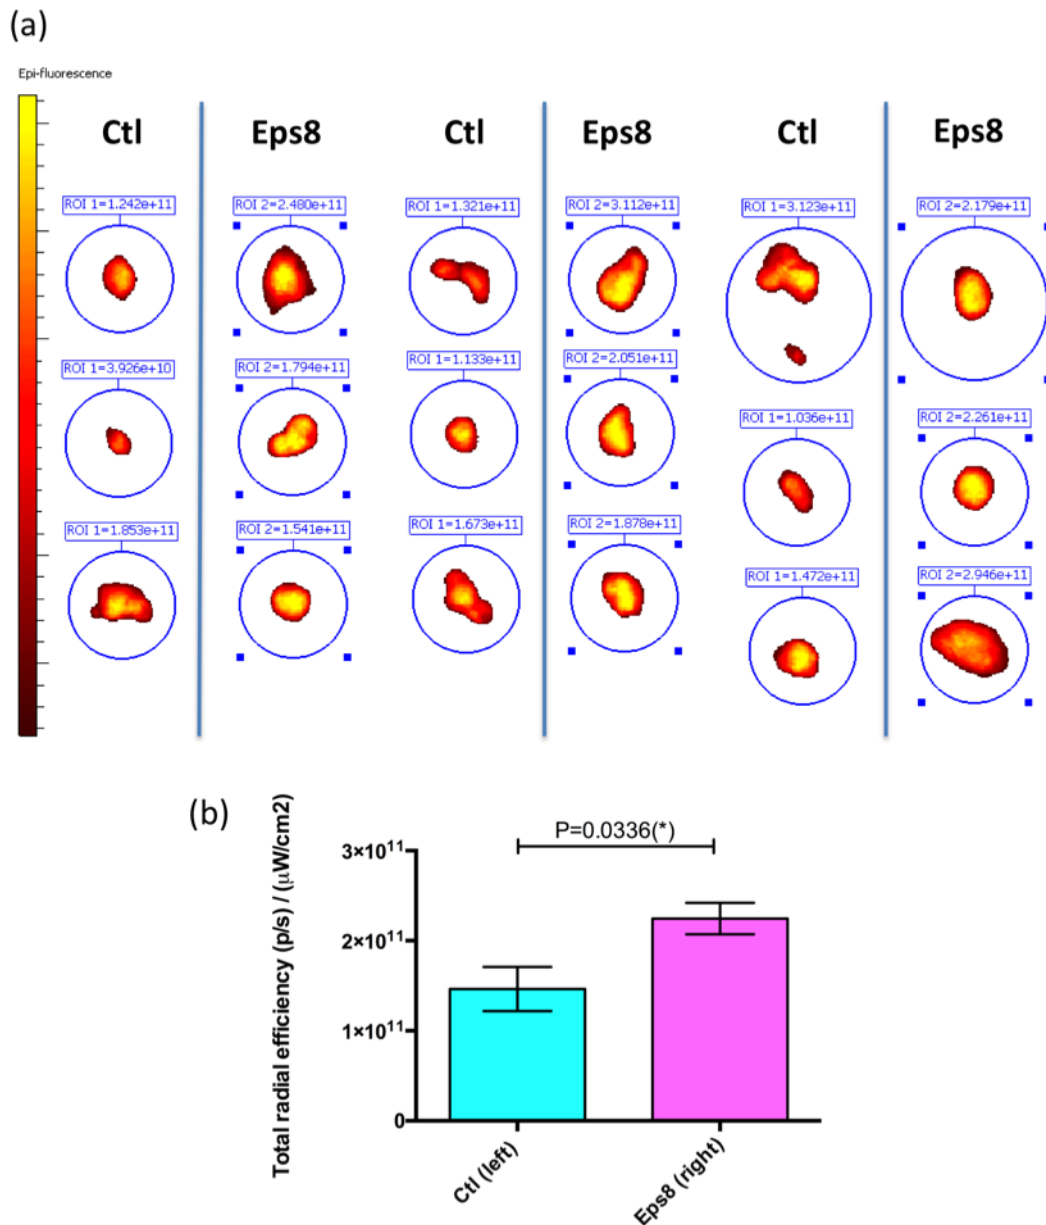 (a)
Epi-fluorescence
Ctl Eps8 Ctl Eps8 Ctl Eps8
ROI 1=1.242e+11 ROI 2=2.480e+11 ROI 1=1.321e+11 ROI 2=3.112e+11 ROI 1=3.123e+11 ROI 2=2.179e+11
ROI 1=3.926e+10 ROI 2=1.794e+11 ROI 1=1.133e+11 ROI 2=2.051e+11 ROI 1=1.036e+11 ROI 2=2.261e+11
ROI 1=1.853e+11 ROI 2=1.541e+11 ROI 1=1.673e+11 ROI 2=1.878e+11 ROI 1=1.472e+11 ROI 2=2.946e+11
(b)
Total radial efficiency (p/s) / (µW/cm2)
P=0.0336(*)
3×10¹¹
2×10¹¹
1×10¹¹
0
Ctl (left)
Eps8 (right)